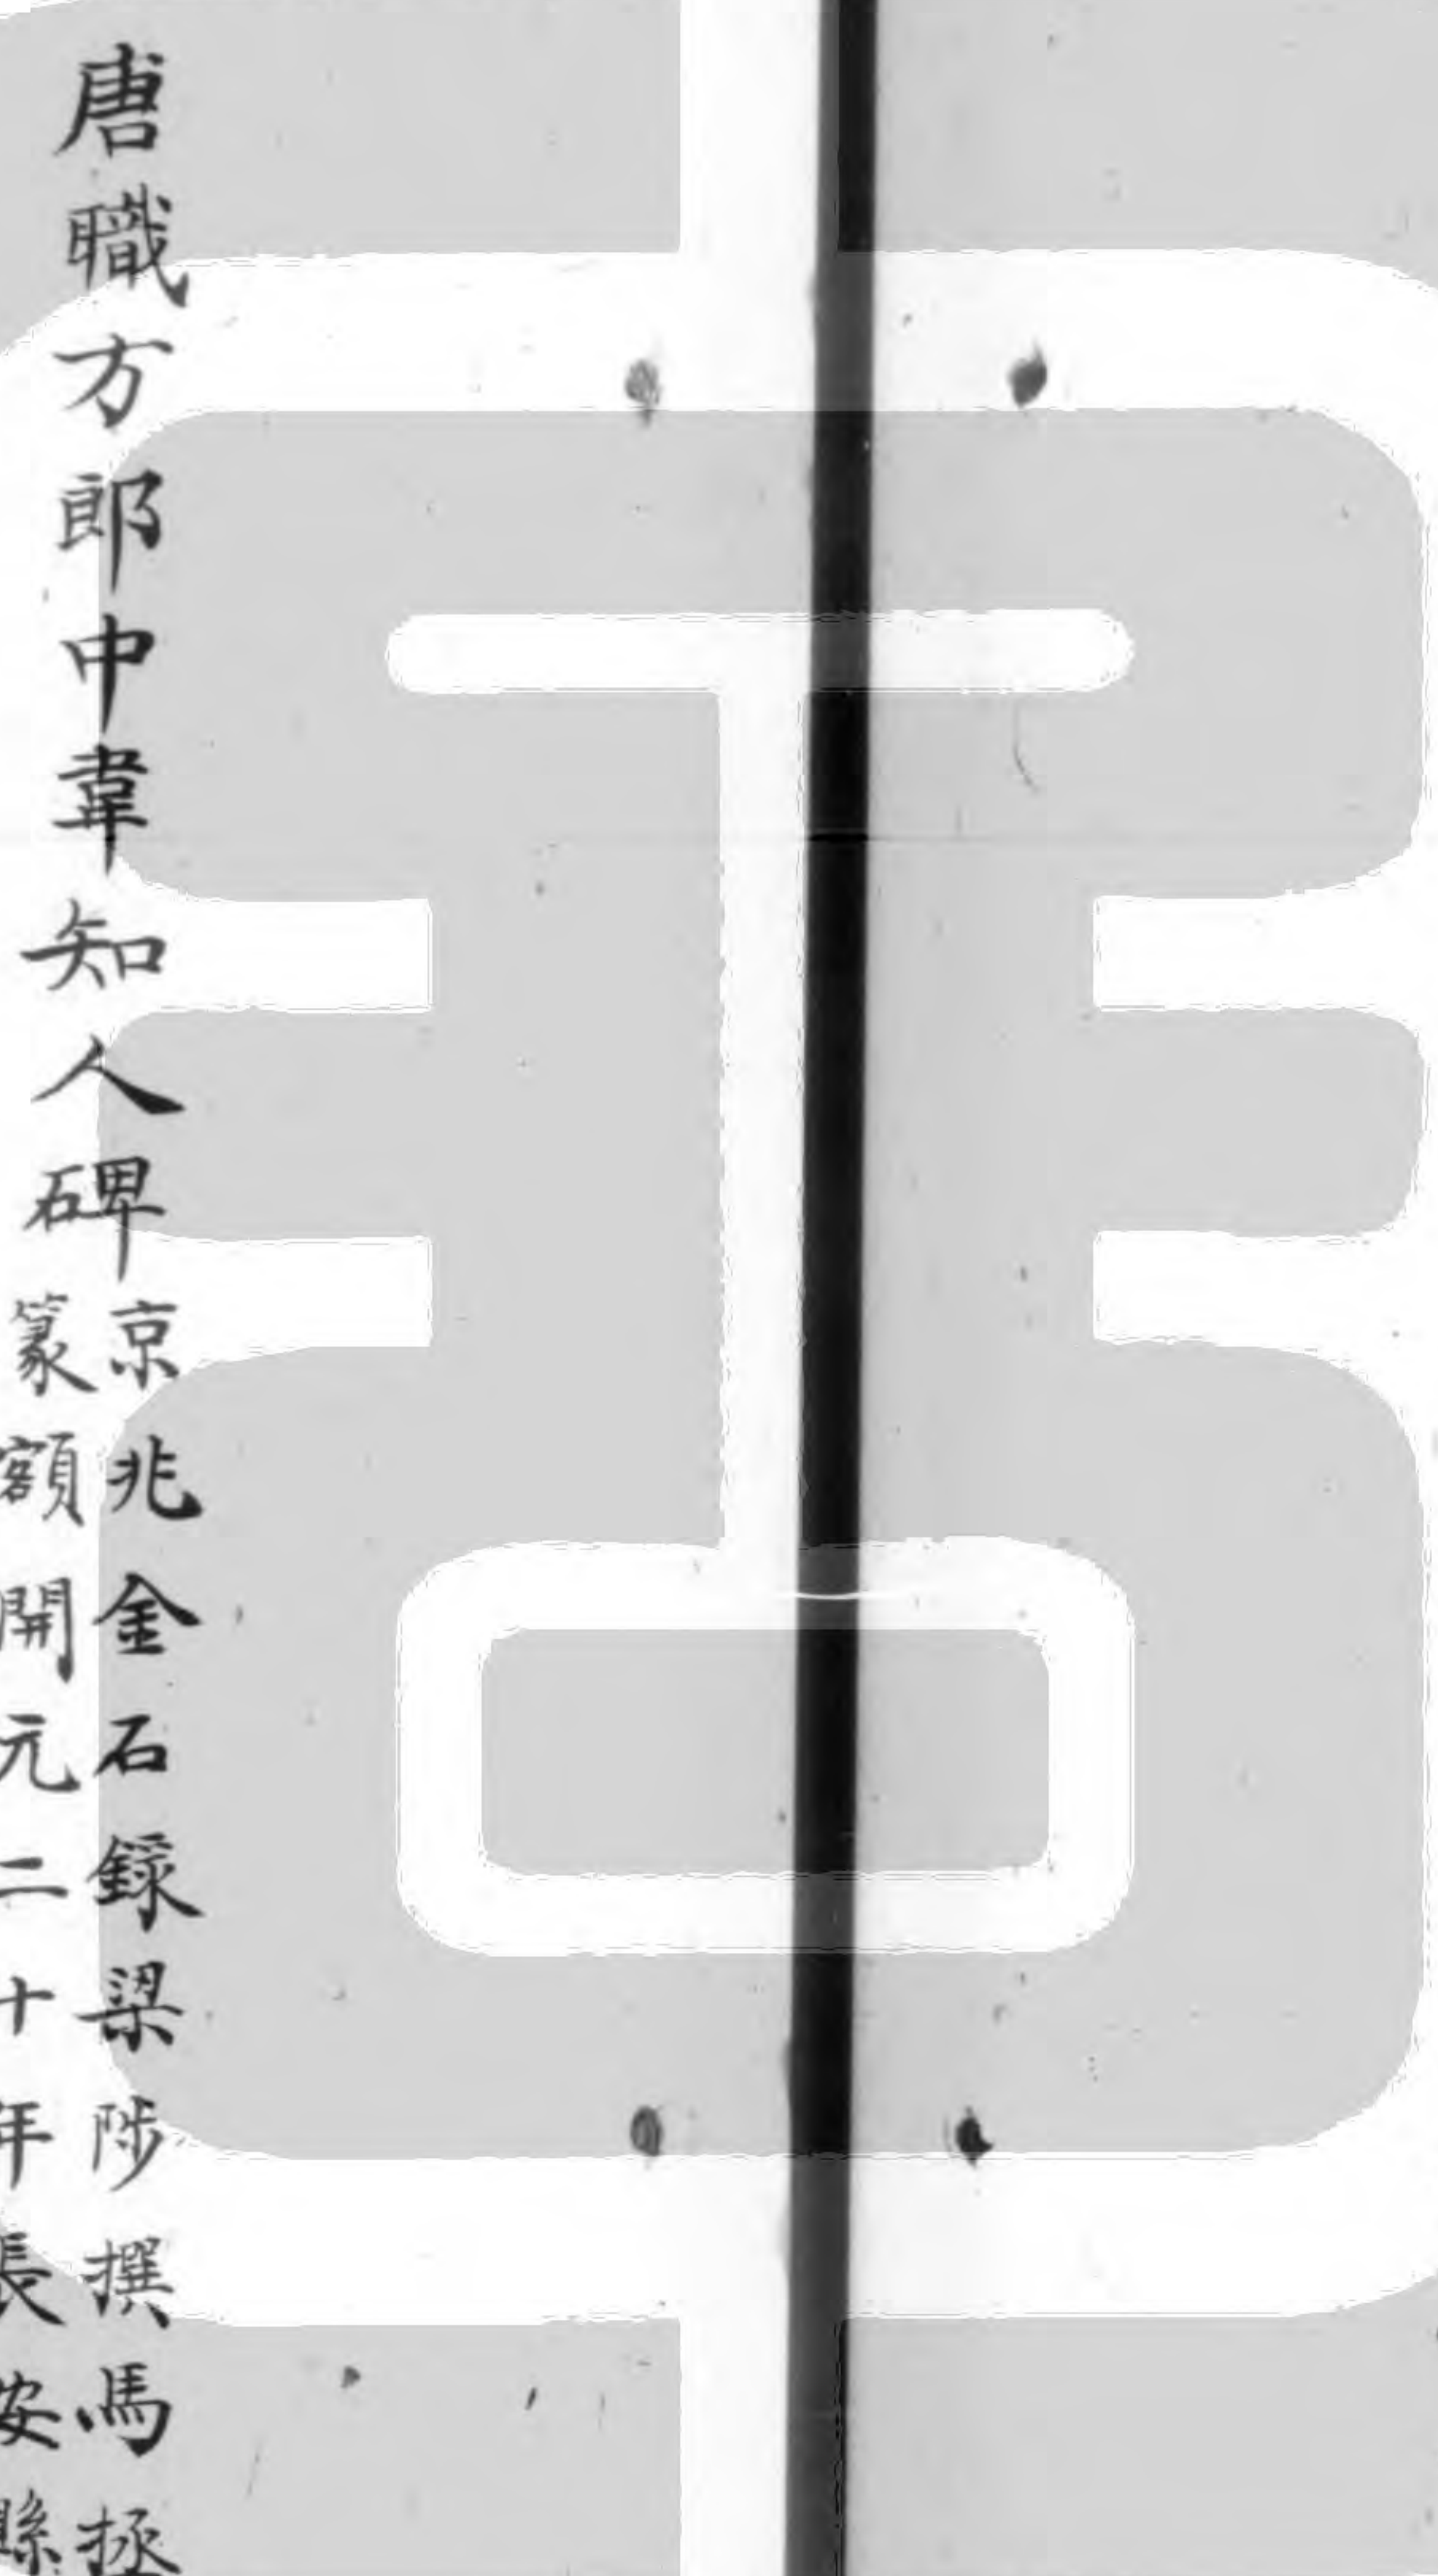 唐職方郎中韋知人碑
京兆金石錄梁陟撰馬拯
篆額開元二十年長安縣